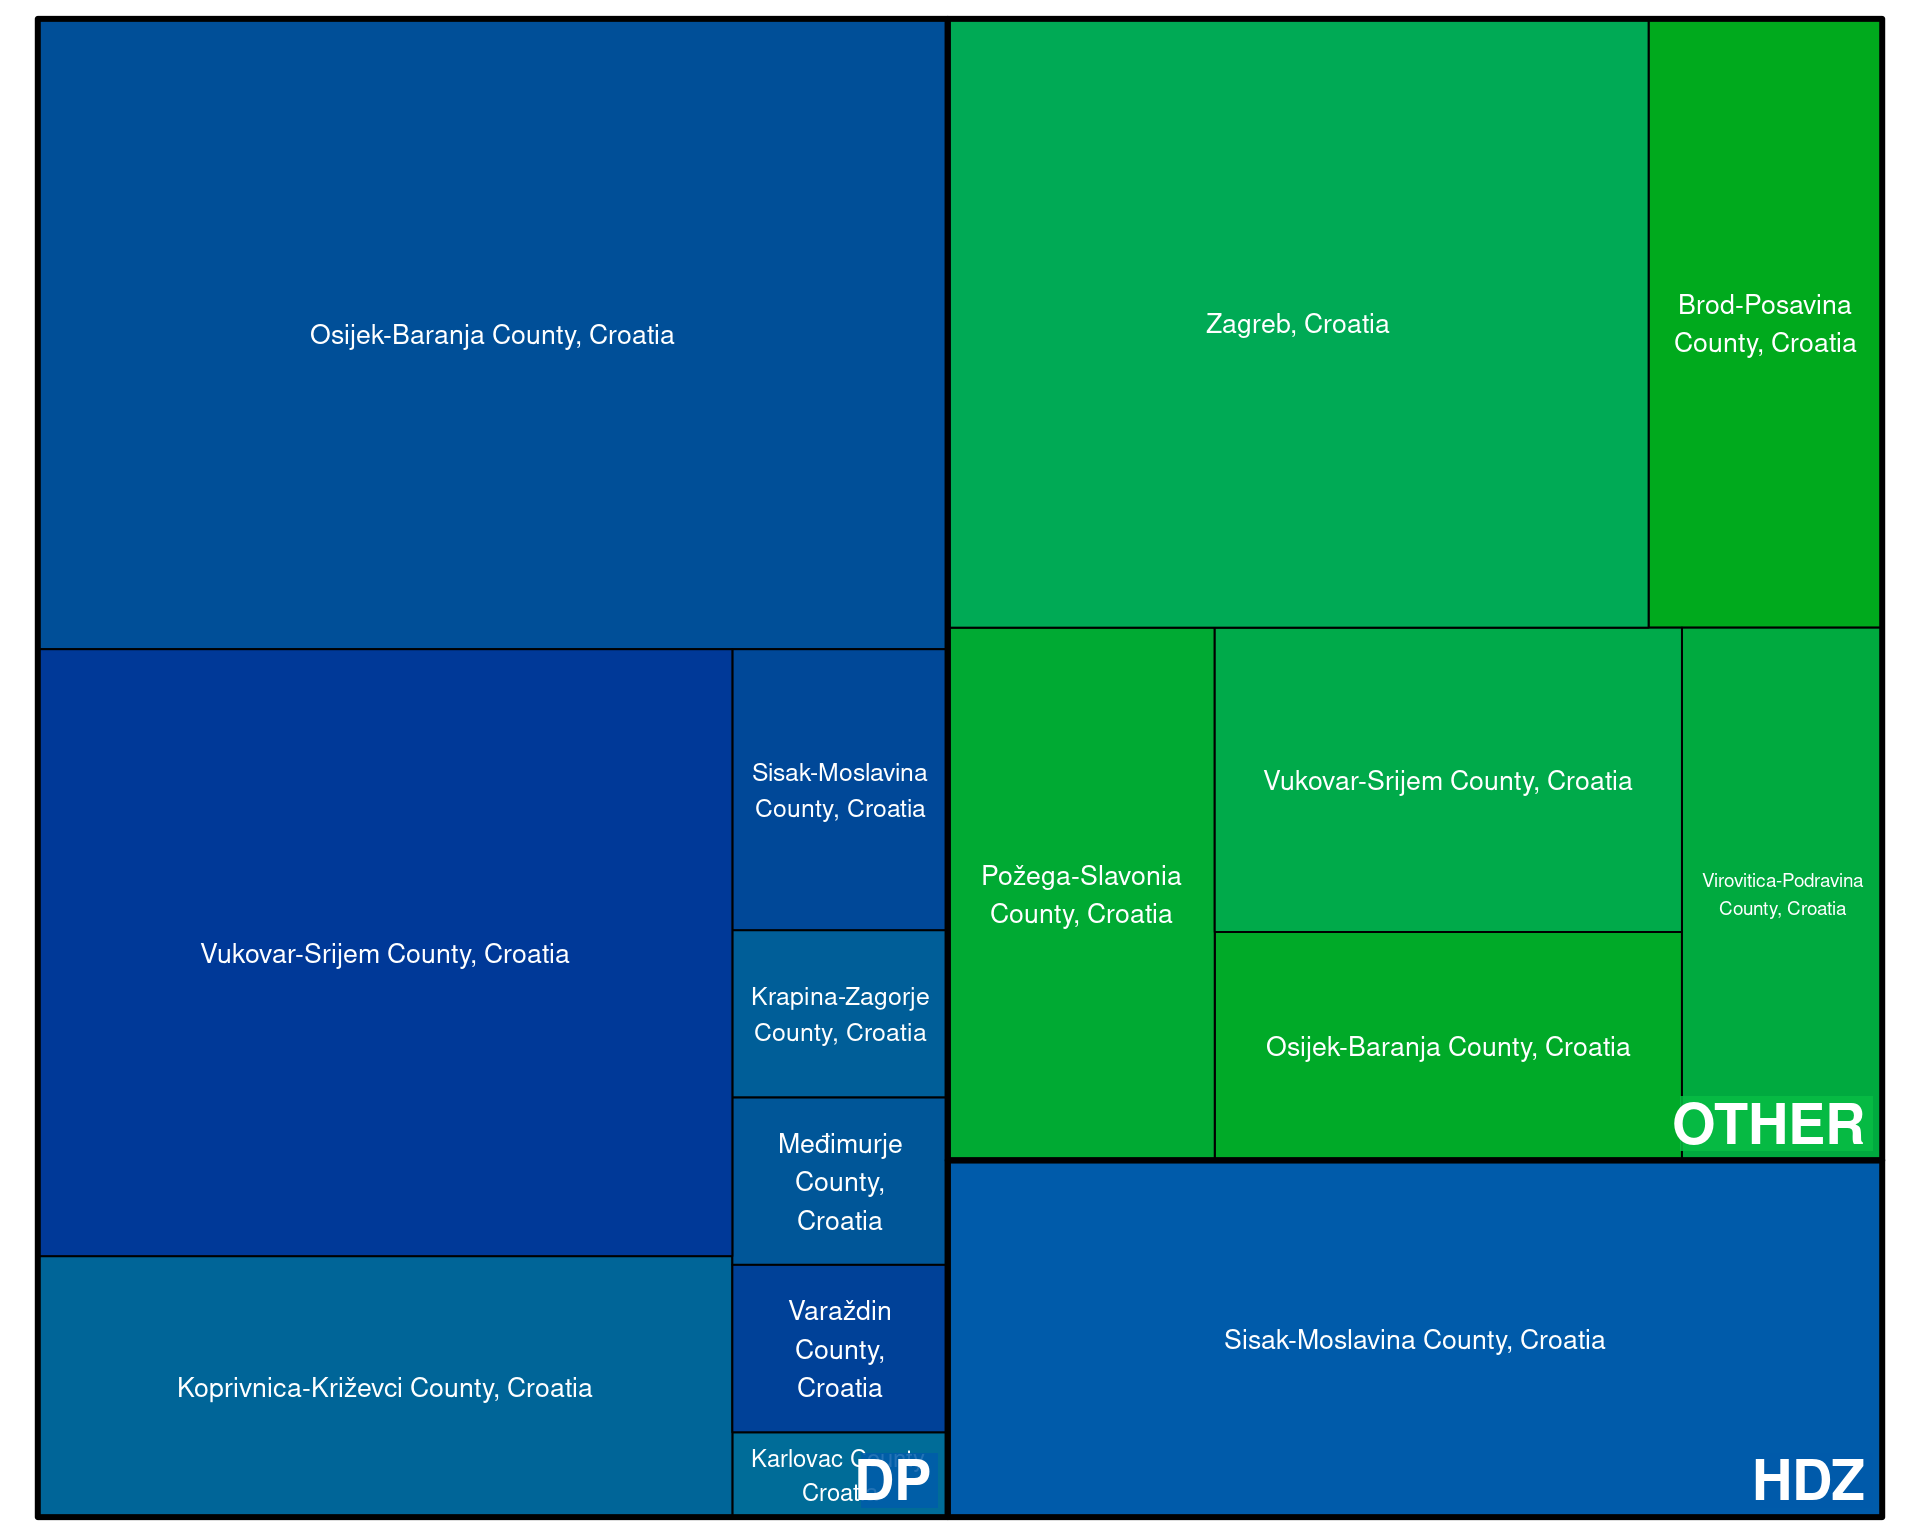 Osijek-Baranja County, Croatia
Vukovar-Srijem County, Croatia
Sisak-Moslavina
County, Croatia
Krapina-Zagorje
County, Croatia
Međimurje
County,
Croatia
Varaždin
County,
Croatia
Koprivnica-Križevci County, Croatia
Karlovac County,
Croatia
DP
Zagreb, Croatia
Brod-Posavina
County, Croatia
Požega-Slavonia
County, Croatia
Vukovar-Srijem County, Croatia
Osijek-Baranja County, Croatia
Virovitica-Podravina
County, Croatia
OTHER
Sisak-Moslavina County, Croatia
HDZ